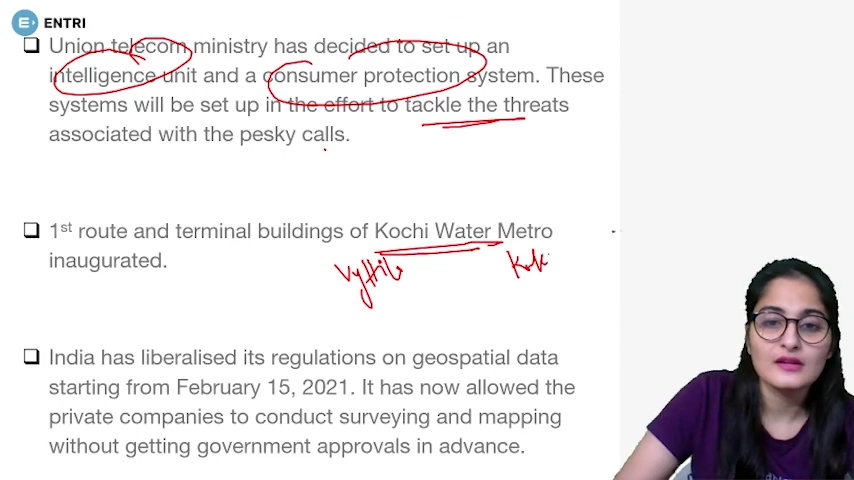 ENTRI
❑ Union telecom ministry has decided to set up an
intelligence unit and a consumer protection system. These
systems will be set up in the effort to tackle the threats
associated with the pesky calls.
❑ 1st route and terminal buildings of Kochi Water Metro
inaugurated.
Vyttila
❑ India has liberalised its regulations on geospatial data
starting from February 15, 2021. It has now allowed the
private companies to conduct surveying and mapping
without getting government approvals in advance.